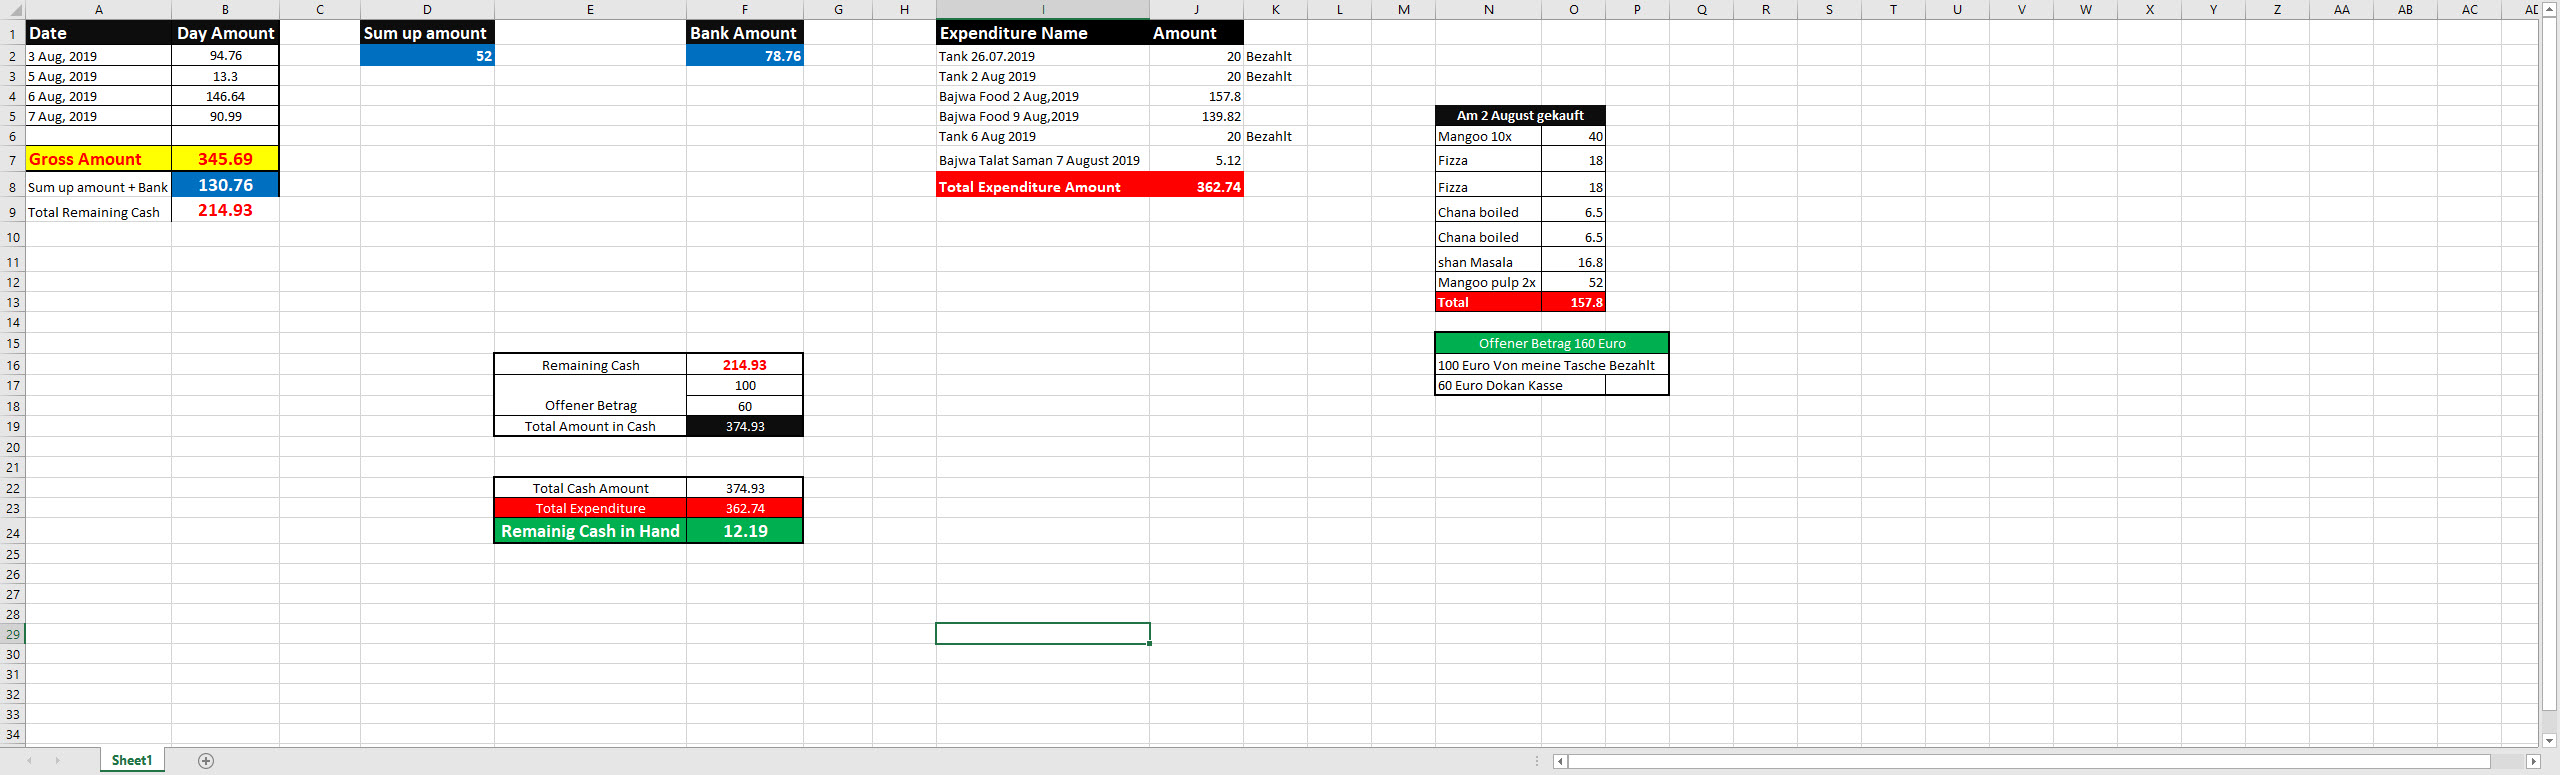 A B C D E F G H I J K L M N O P Q R S T U V W X Y Z AA AB AC AD
1 Date Day Amount Sum up amount Bank Amount Expenditure Name Amount
2 3 Aug, 2019 94.76 52 78.76 Tank 26.07.2019 20 Bezahlt
3 5 Aug, 2019 13.3 Tank 2 Aug 2019 20 Bezahlt
4 6 Aug, 2019 146.64 Bajwa Food 2 Aug,2019 157.8
5 7 Aug, 2019 90.99 Bajwa Food 9 Aug,2019 139.82 Am 2 August gekauft
6 Tank 6 Aug 2019 20 Bezahlt Mangoo 10x 40
7 Gross Amount 345.69 Bajwa Talat Saman 7 August 2019 5.12 Fizza 18
8 Sum up amount + Bank 130.76 Total Expenditure Amount 362.74 Fizza 18
9 Total Remaining Cash 214.93 Chana boiled 6.5
10 Chana boiled 6.5
11 shan Masala 16.8
12 Mangoo pulp 2x 52
13 Total 157.8
14
15 Offener Betrag 160 Euro
16 Remaining Cash 214.93 100 Euro Von meine Tasche Bezahlt
17 100 60 Euro Dokan Kasse
18 Offener Betrag 60
19 Total Amount in Cash 374.93
20
21
22 Total Cash Amount 374.93
23 Total Expenditure 362.74
24 Remainig Cash in Hand 12.19
25
26
27
28
29
30
31
32
33
34
Sheet1